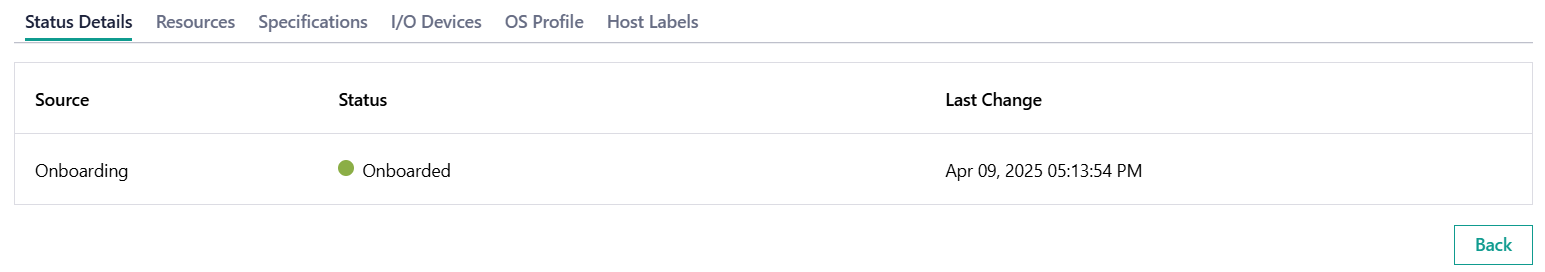 Status Details Resources Specifications I/O Devices OS Profile Host Labels
Source Status Last Change
Onboarding Onboarded Apr 09, 2025 05:13:54 PM
Back